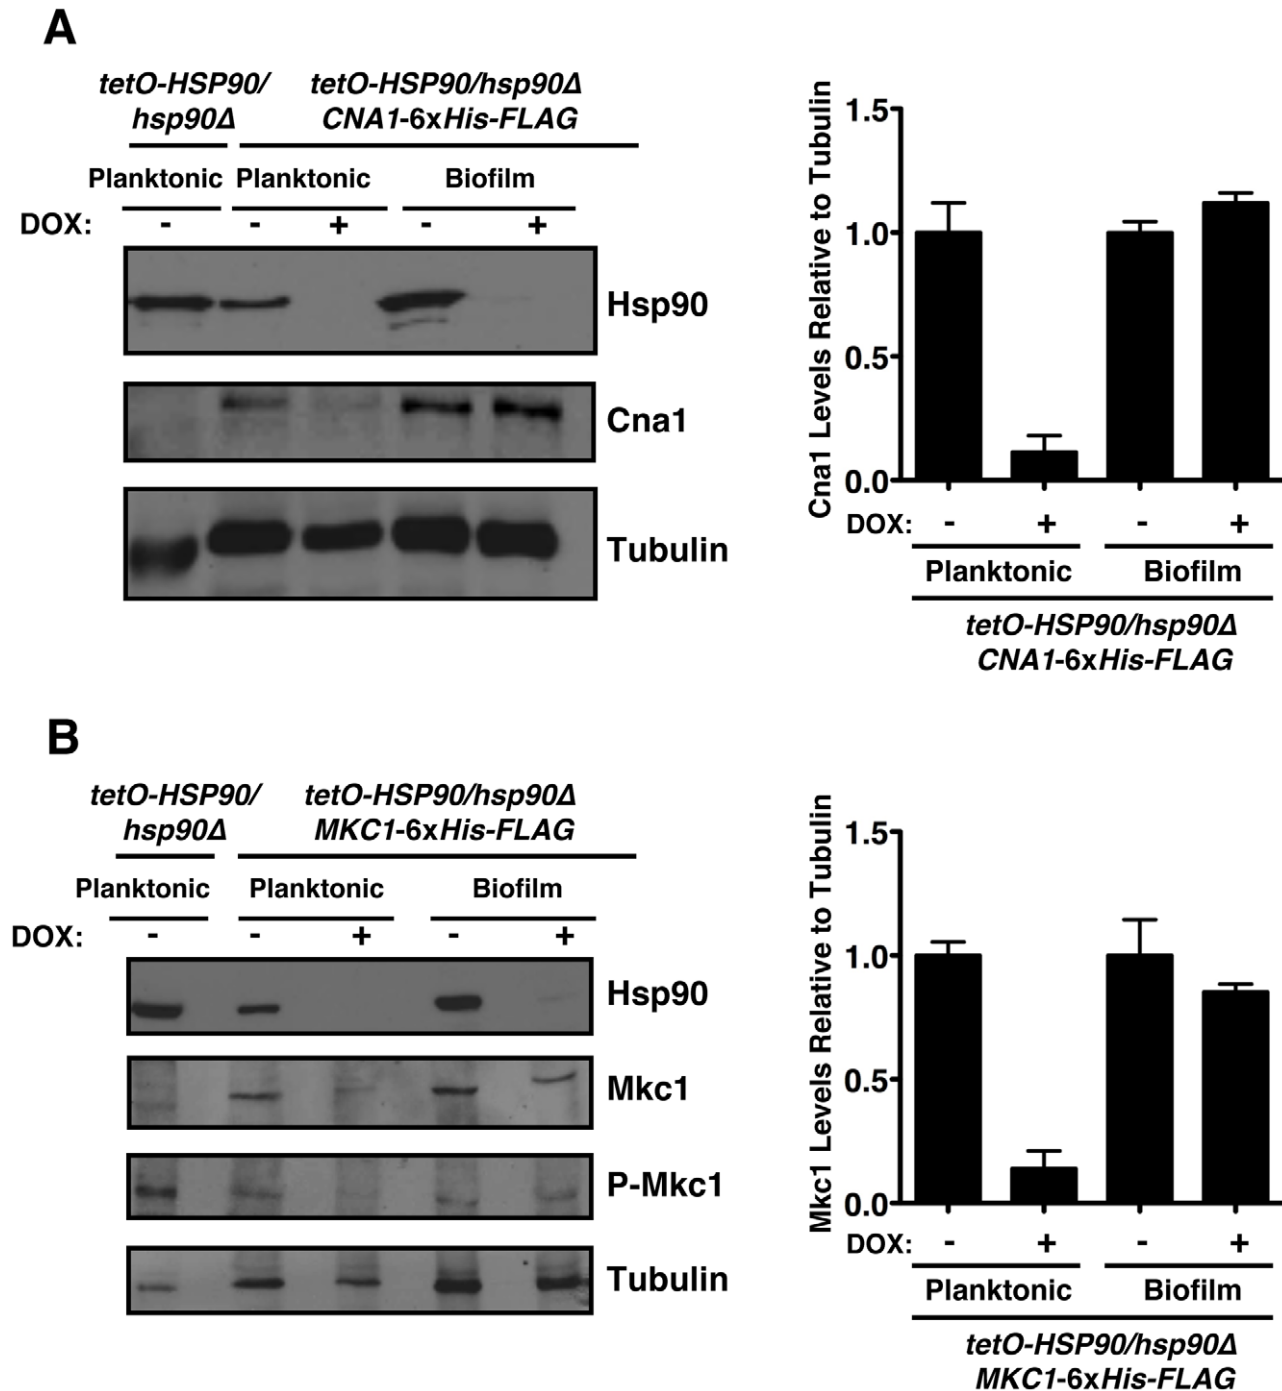 A
tetO-HSP90/ tetO-HSP90/hsp90Δ
hsp90Δ CNA1-6xHis-FLAG
Planktonic Planktonic Biofilm
DOX: - - + - +
Hsp90
Cna1
Tubulin
Cna1 Levels Relative to Tubulin
1.5
1.0
0.5
0.0
DOX: - + - +
Planktonic Biofilm
tetO-HSP90/hsp90Δ
CNA1-6xHis-FLAG
B
tetO-HSP90/ tetO-HSP90/hsp90Δ
hsp90Δ MKC1-6xHis-FLAG
Planktonic Planktonic Biofilm
DOX: - - + - +
Hsp90
Mkc1
P-Mkc1
Tubulin
Mkc1 Levels Relative to Tubulin
1.5
1.0
0.5
0.0
DOX: - + - +
Planktonic Biofilm
tetO-HSP90/hsp90Δ
MKC1-6xHis-FLAG